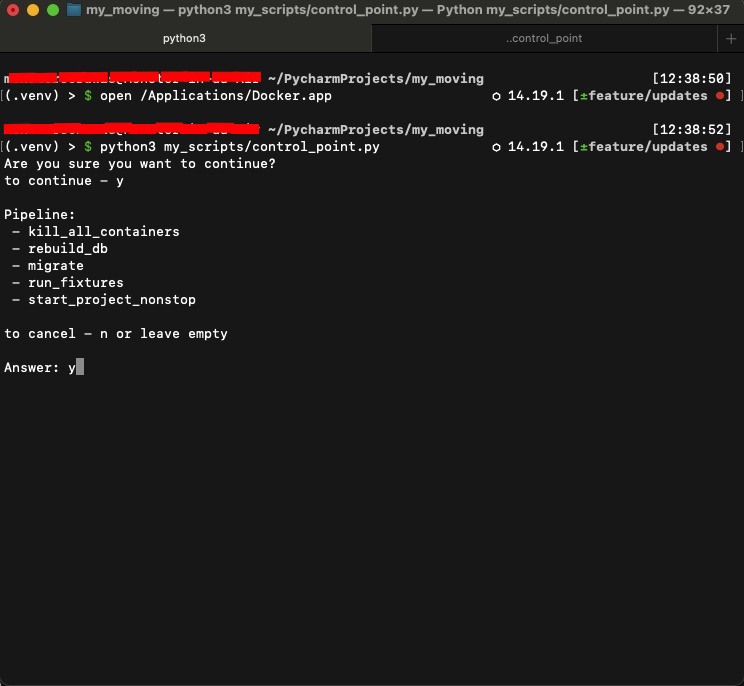 my_moving — python3 my_scripts/control_point.py — Python my_scripts/control_point.py — 92×37
python3
..control_point
~/PycharmProjects/my_moving [12:38:50]
[(.venv) > $ open /Applications/Docker.app ⬡ 14.19.1 [±feature/updates ●] ]
~/PycharmProjects/my_moving [12:38:52]
[(.venv) > $ python3 my_scripts/control_point.py ⬡ 14.19.1 [±feature/updates ●] ]
Are you sure you want to continue?
to continue — y
Pipeline:
— kill_all_containers
— rebuild_db
— migrate
— run_fixtures
— start_project_nonstop
to cancel — n or leave empty
Answer: y